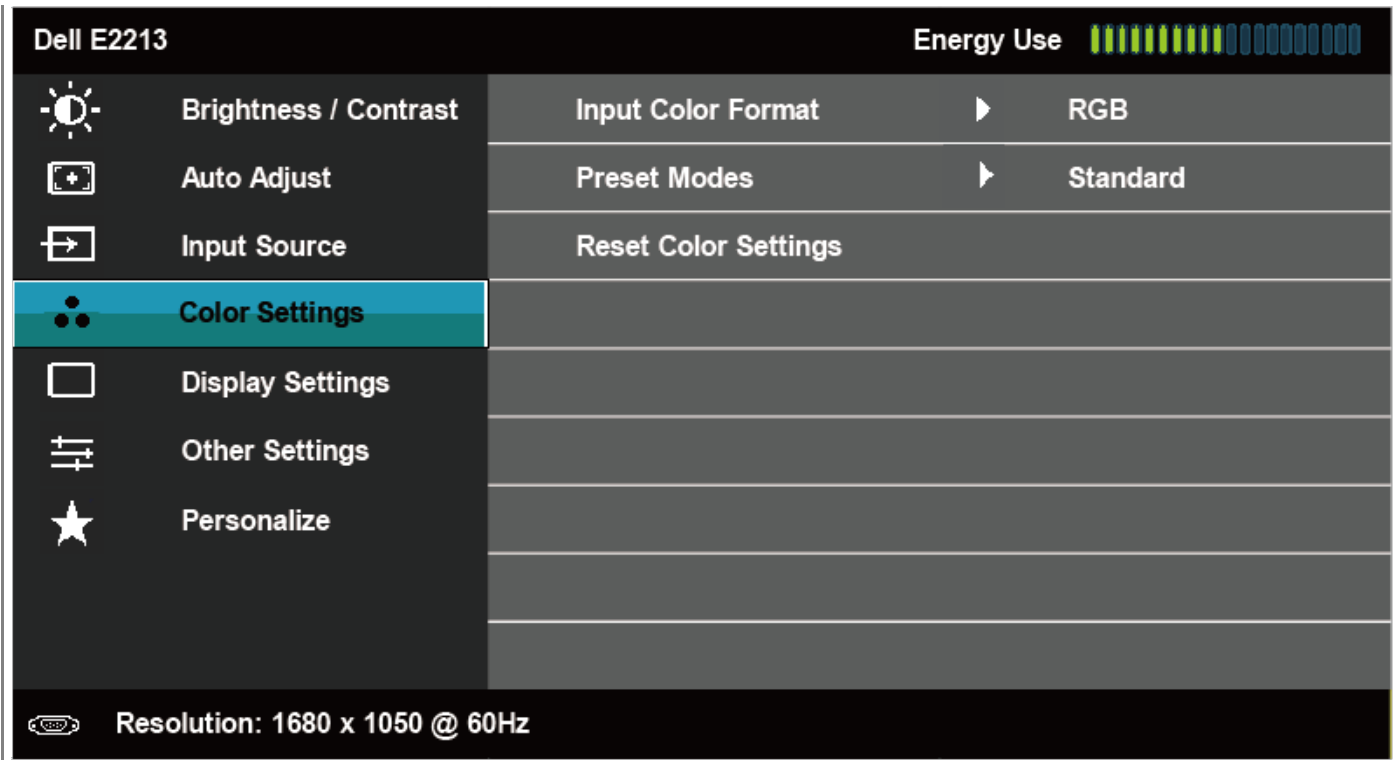 Dell E2213 Energy Use
Brightness / Contrast Input Color Format RGB
Auto Adjust Preset Modes Standard
Input Source Reset Color Settings
Color Settings
Display Settings
Other Settings
Personalize
Resolution: 1680 x 1050 @ 60Hz